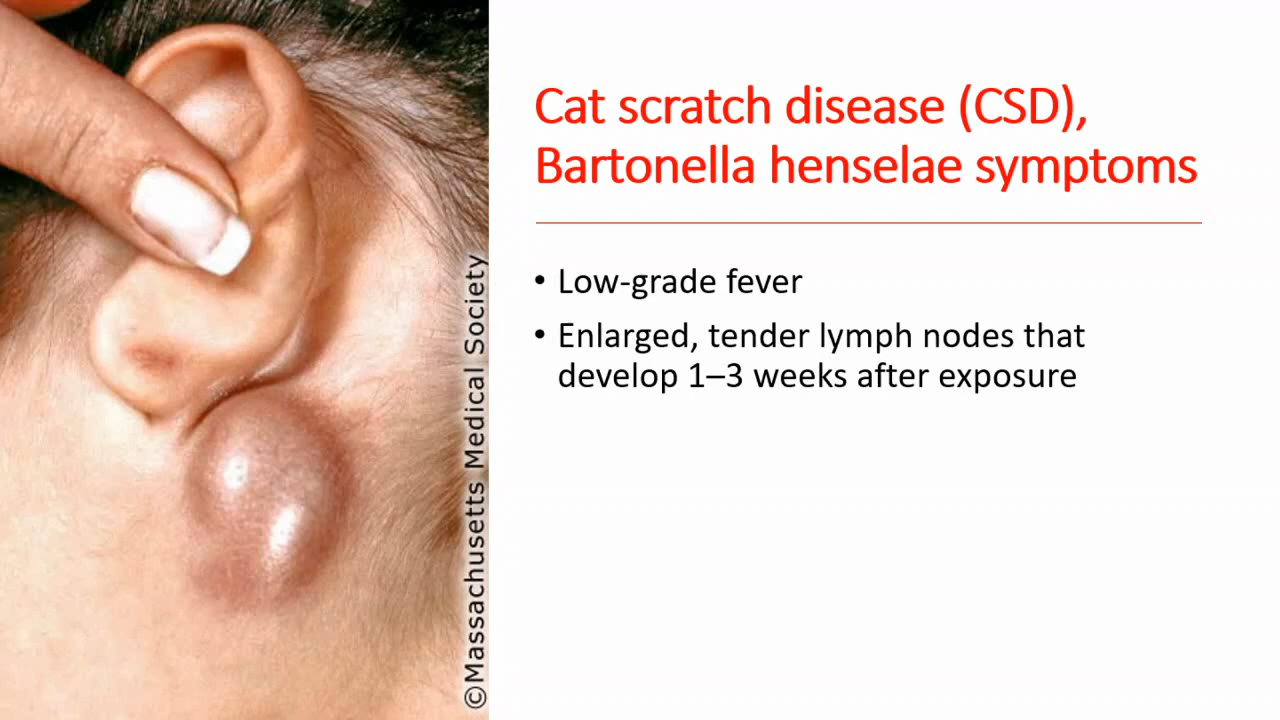 Cat scratch disease (CSD),
Bartonella henselae symptoms
• Low-grade fever
• Enlarged, tender lymph nodes that
develop 1–3 weeks after exposure
©Massachusetts Medical Society